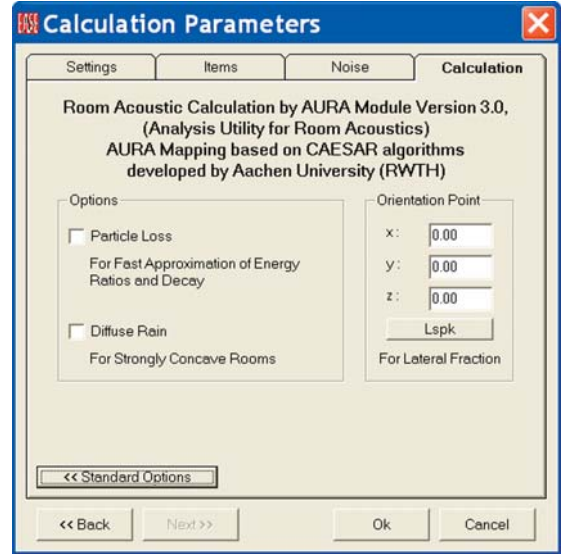 EASE Calculation Parameters
Settings Items Noise Calculation
Room Acoustic Calculation by AURA Module Version 3.0,
(Analysis Utility for Room Acoustics)
AURA Mapping based on CAESAR algorithms
developed by Aachen University (RWTH)
Options
Particle Loss
For Fast Approximation of Energy
Ratios and Decay
Diffuse Rain
For Strongly Concave Rooms
Orientation Point
x: 0.00
y: 0.00
z: 0.00
Lspk
For Lateral Fraction
<< Standard Options
<< Back Next >> Ok Cancel